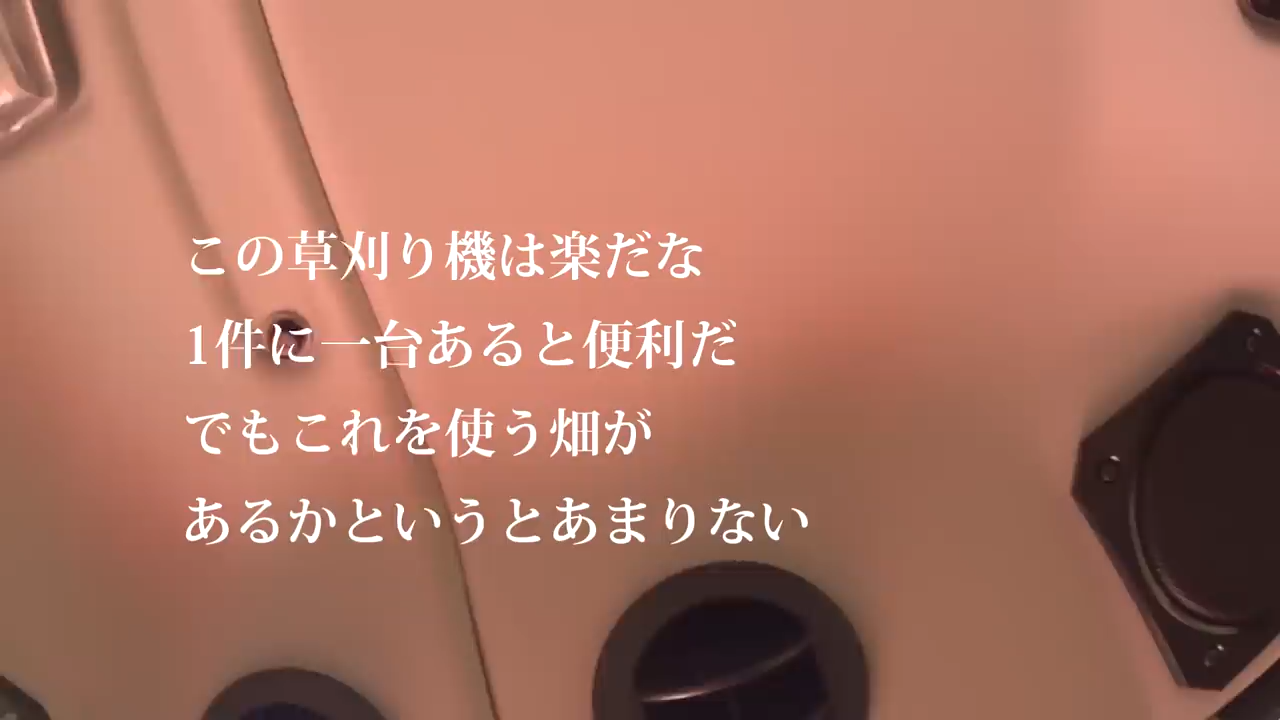 この草刈り機は楽だな
1件に一台あると便利だ
でもこれを使う畑が
あるかというとあまりない